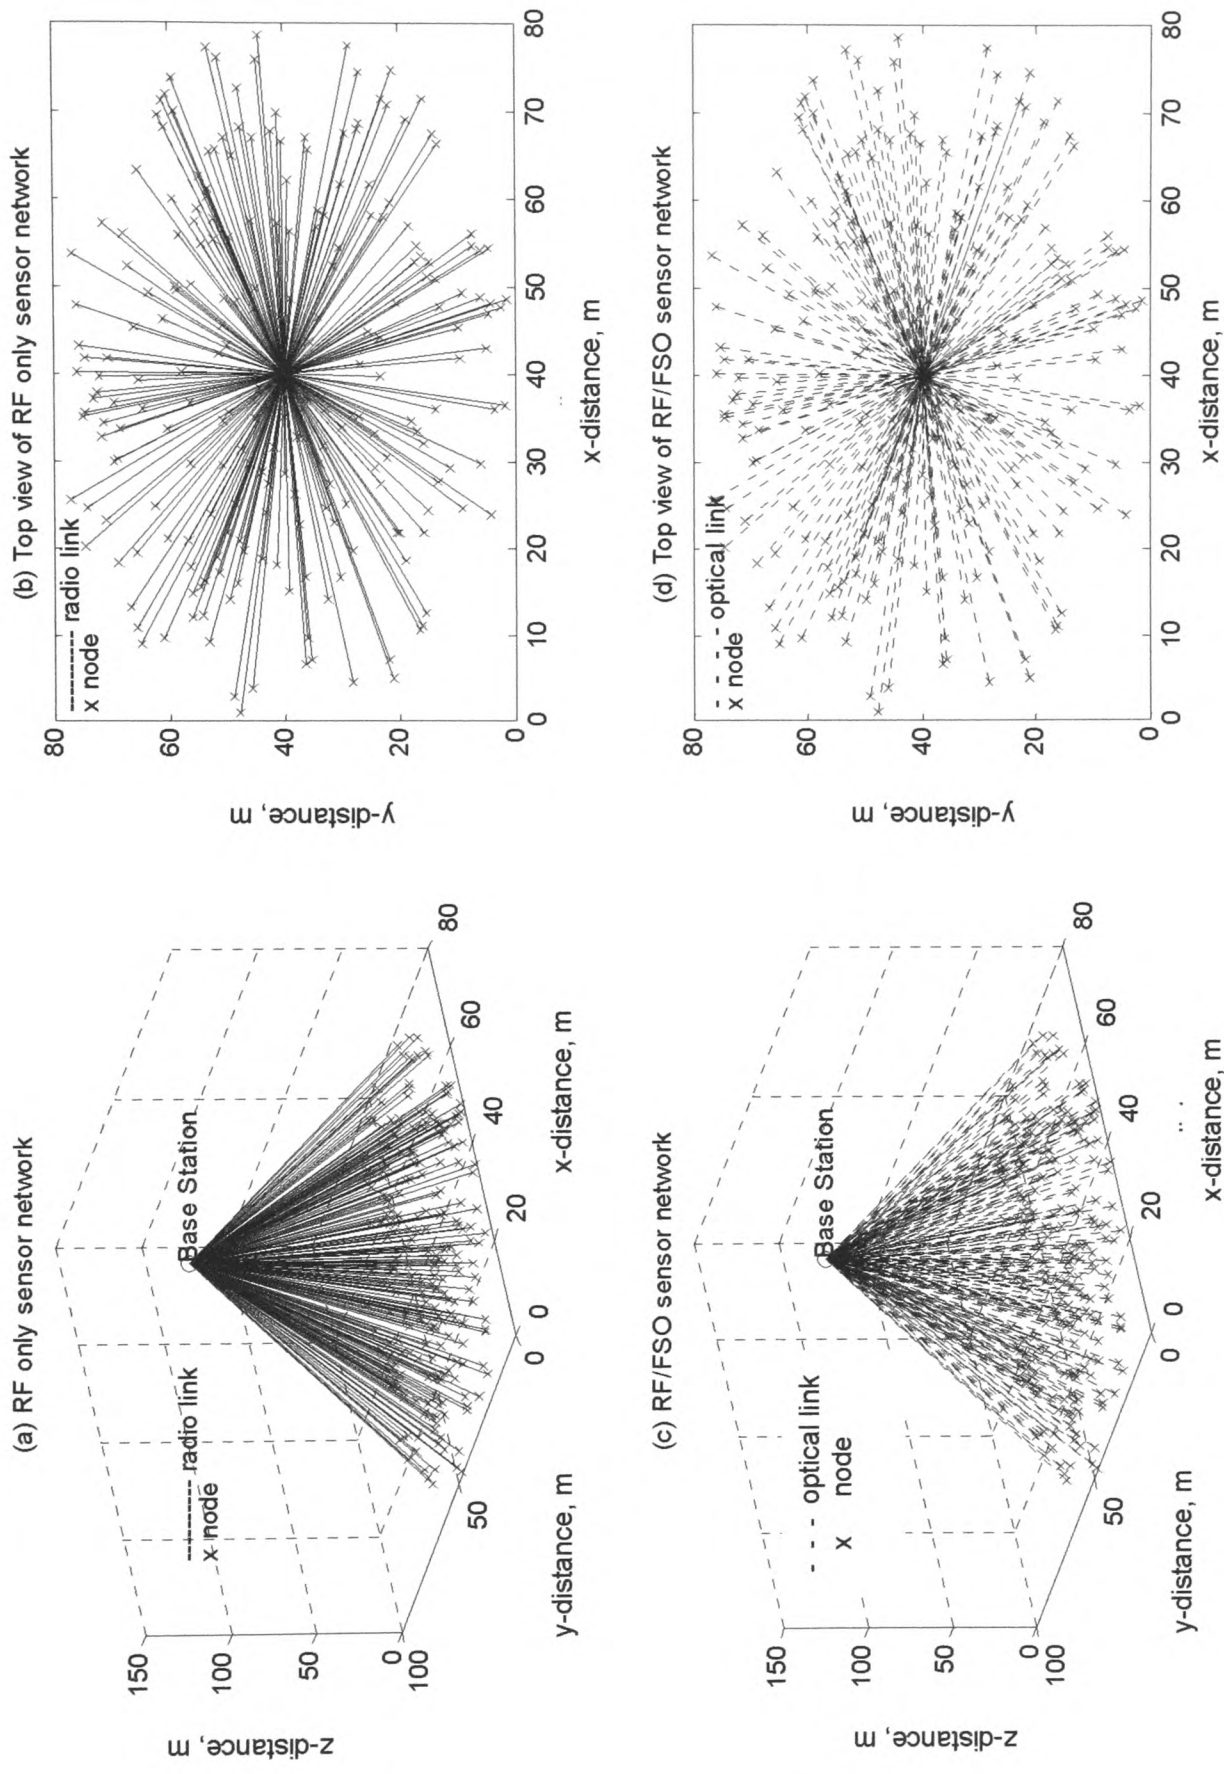 (a) RF only sensor network
z-distance, m
150
100
50
0
100
50
0
y-distance, m
0
20
40
60
80
x-distance, m
radio link
x node
Base Station
(b) Top view of RF only sensor network
y-distance, m
80
60
40
20
0
0
10
20
30
40
50
60
70
80
x-distance, m
radio link
x node
(c) RF/FSO sensor network
z-distance, m
150
100
50
0
100
50
0
y-distance, m
0
20
40
60
80
x-distance, m
- - - optical link
x node
Base Station
(d) Top view of RF/FSO sensor network
y-distance, m
80
60
40
20
0
0
10
20
30
40
50
60
70
80
x-distance, m
- - - optical link
x node